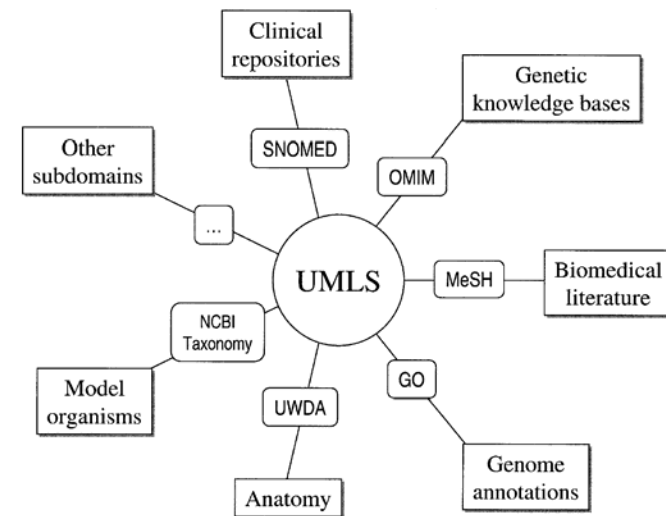 Clinical
repositories
Genetic
knowledge bases
SNOMED
Other
subdomains
OMIM
...
UMLS
MeSH
Biomedical
literature
NCBI
Taxonomy
GO
Model
organisms
UWDA
Genome
annotations
Anatomy